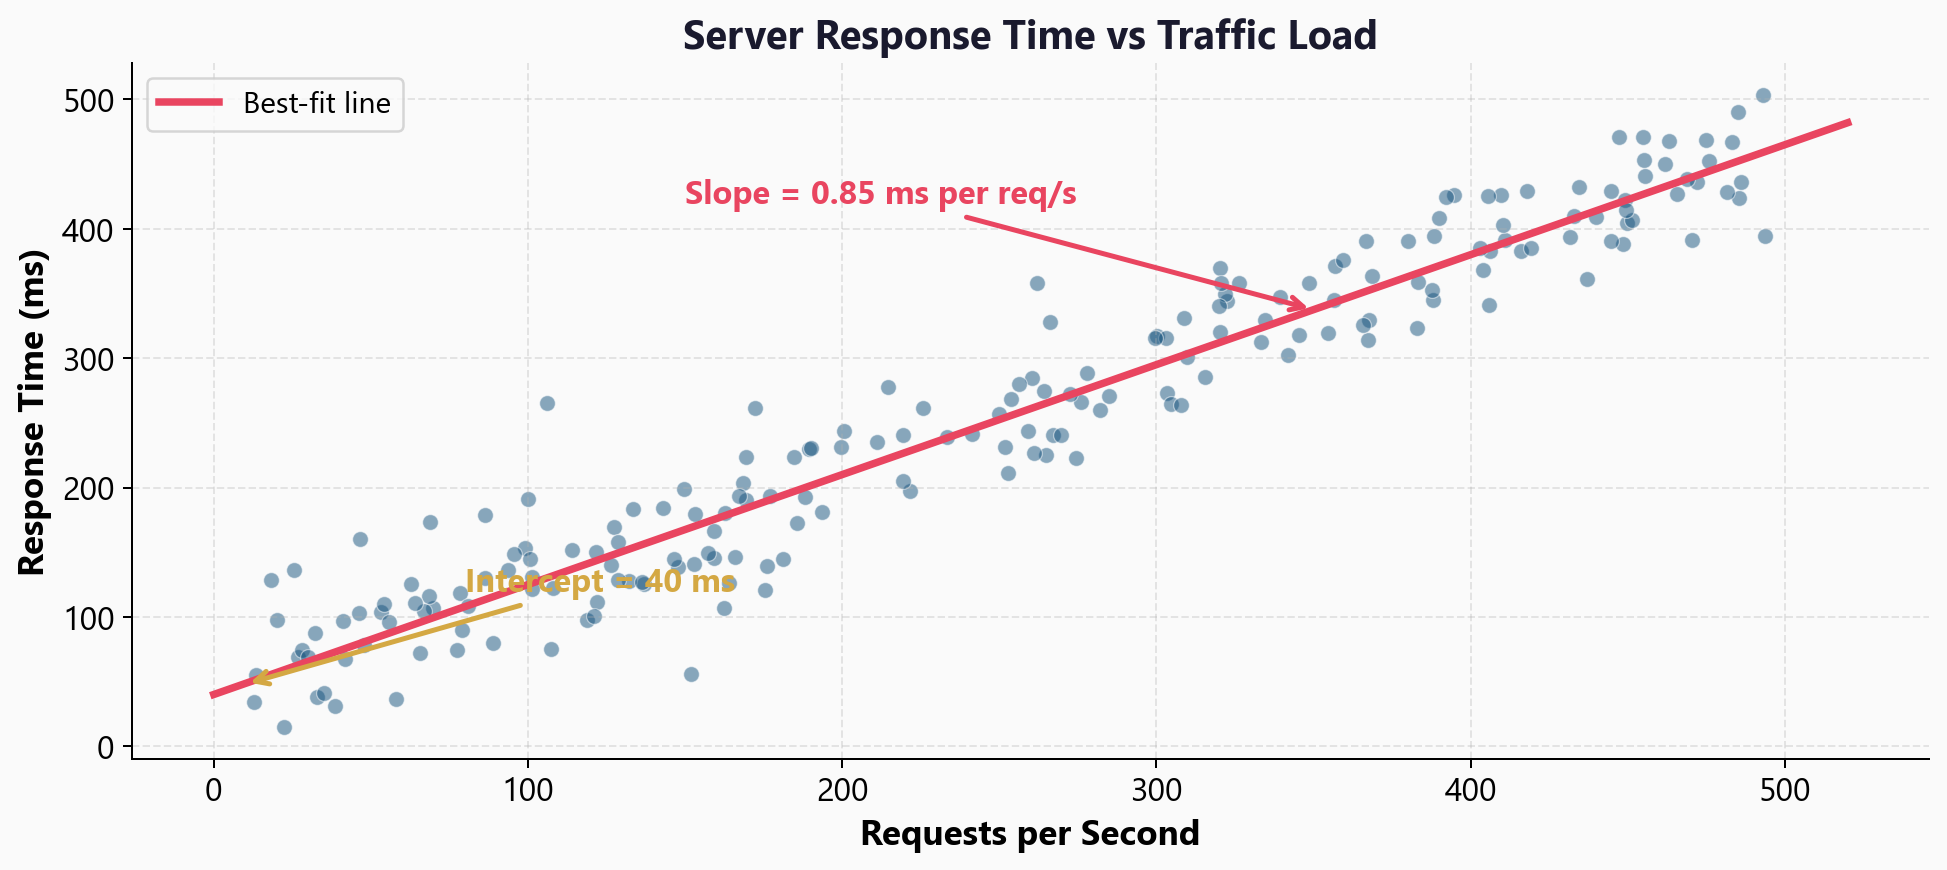 Server Response Time vs Traffic Load
Best-fit line
Slope = 0.85 ms per req/s
Intercept = 40 ms
Response Time (ms)
500
400
300
200
100
0
0 100 200 300 400 500
Requests per Second